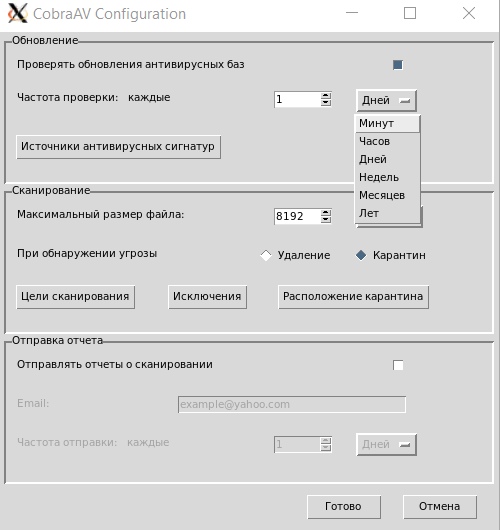 CobraAV Configuration
Обновление
Проверять обновления антивирусных баз
Частота проверки: каждые 1 Дней
Минут
Часов
Дней
Недель
Месяцев
Лет
Источники антивирусных сигнатур
Сканирование
Максимальный размер файла: 8192
При обнаружении угрозы Удаление Карантин
Цели сканирования Исключения Расположение карантина
Отправка отчета
Отправлять отчеты о сканировании
Email: example@yahoo.com
Частота отправки: каждые 1 Дней
Готово Отмена